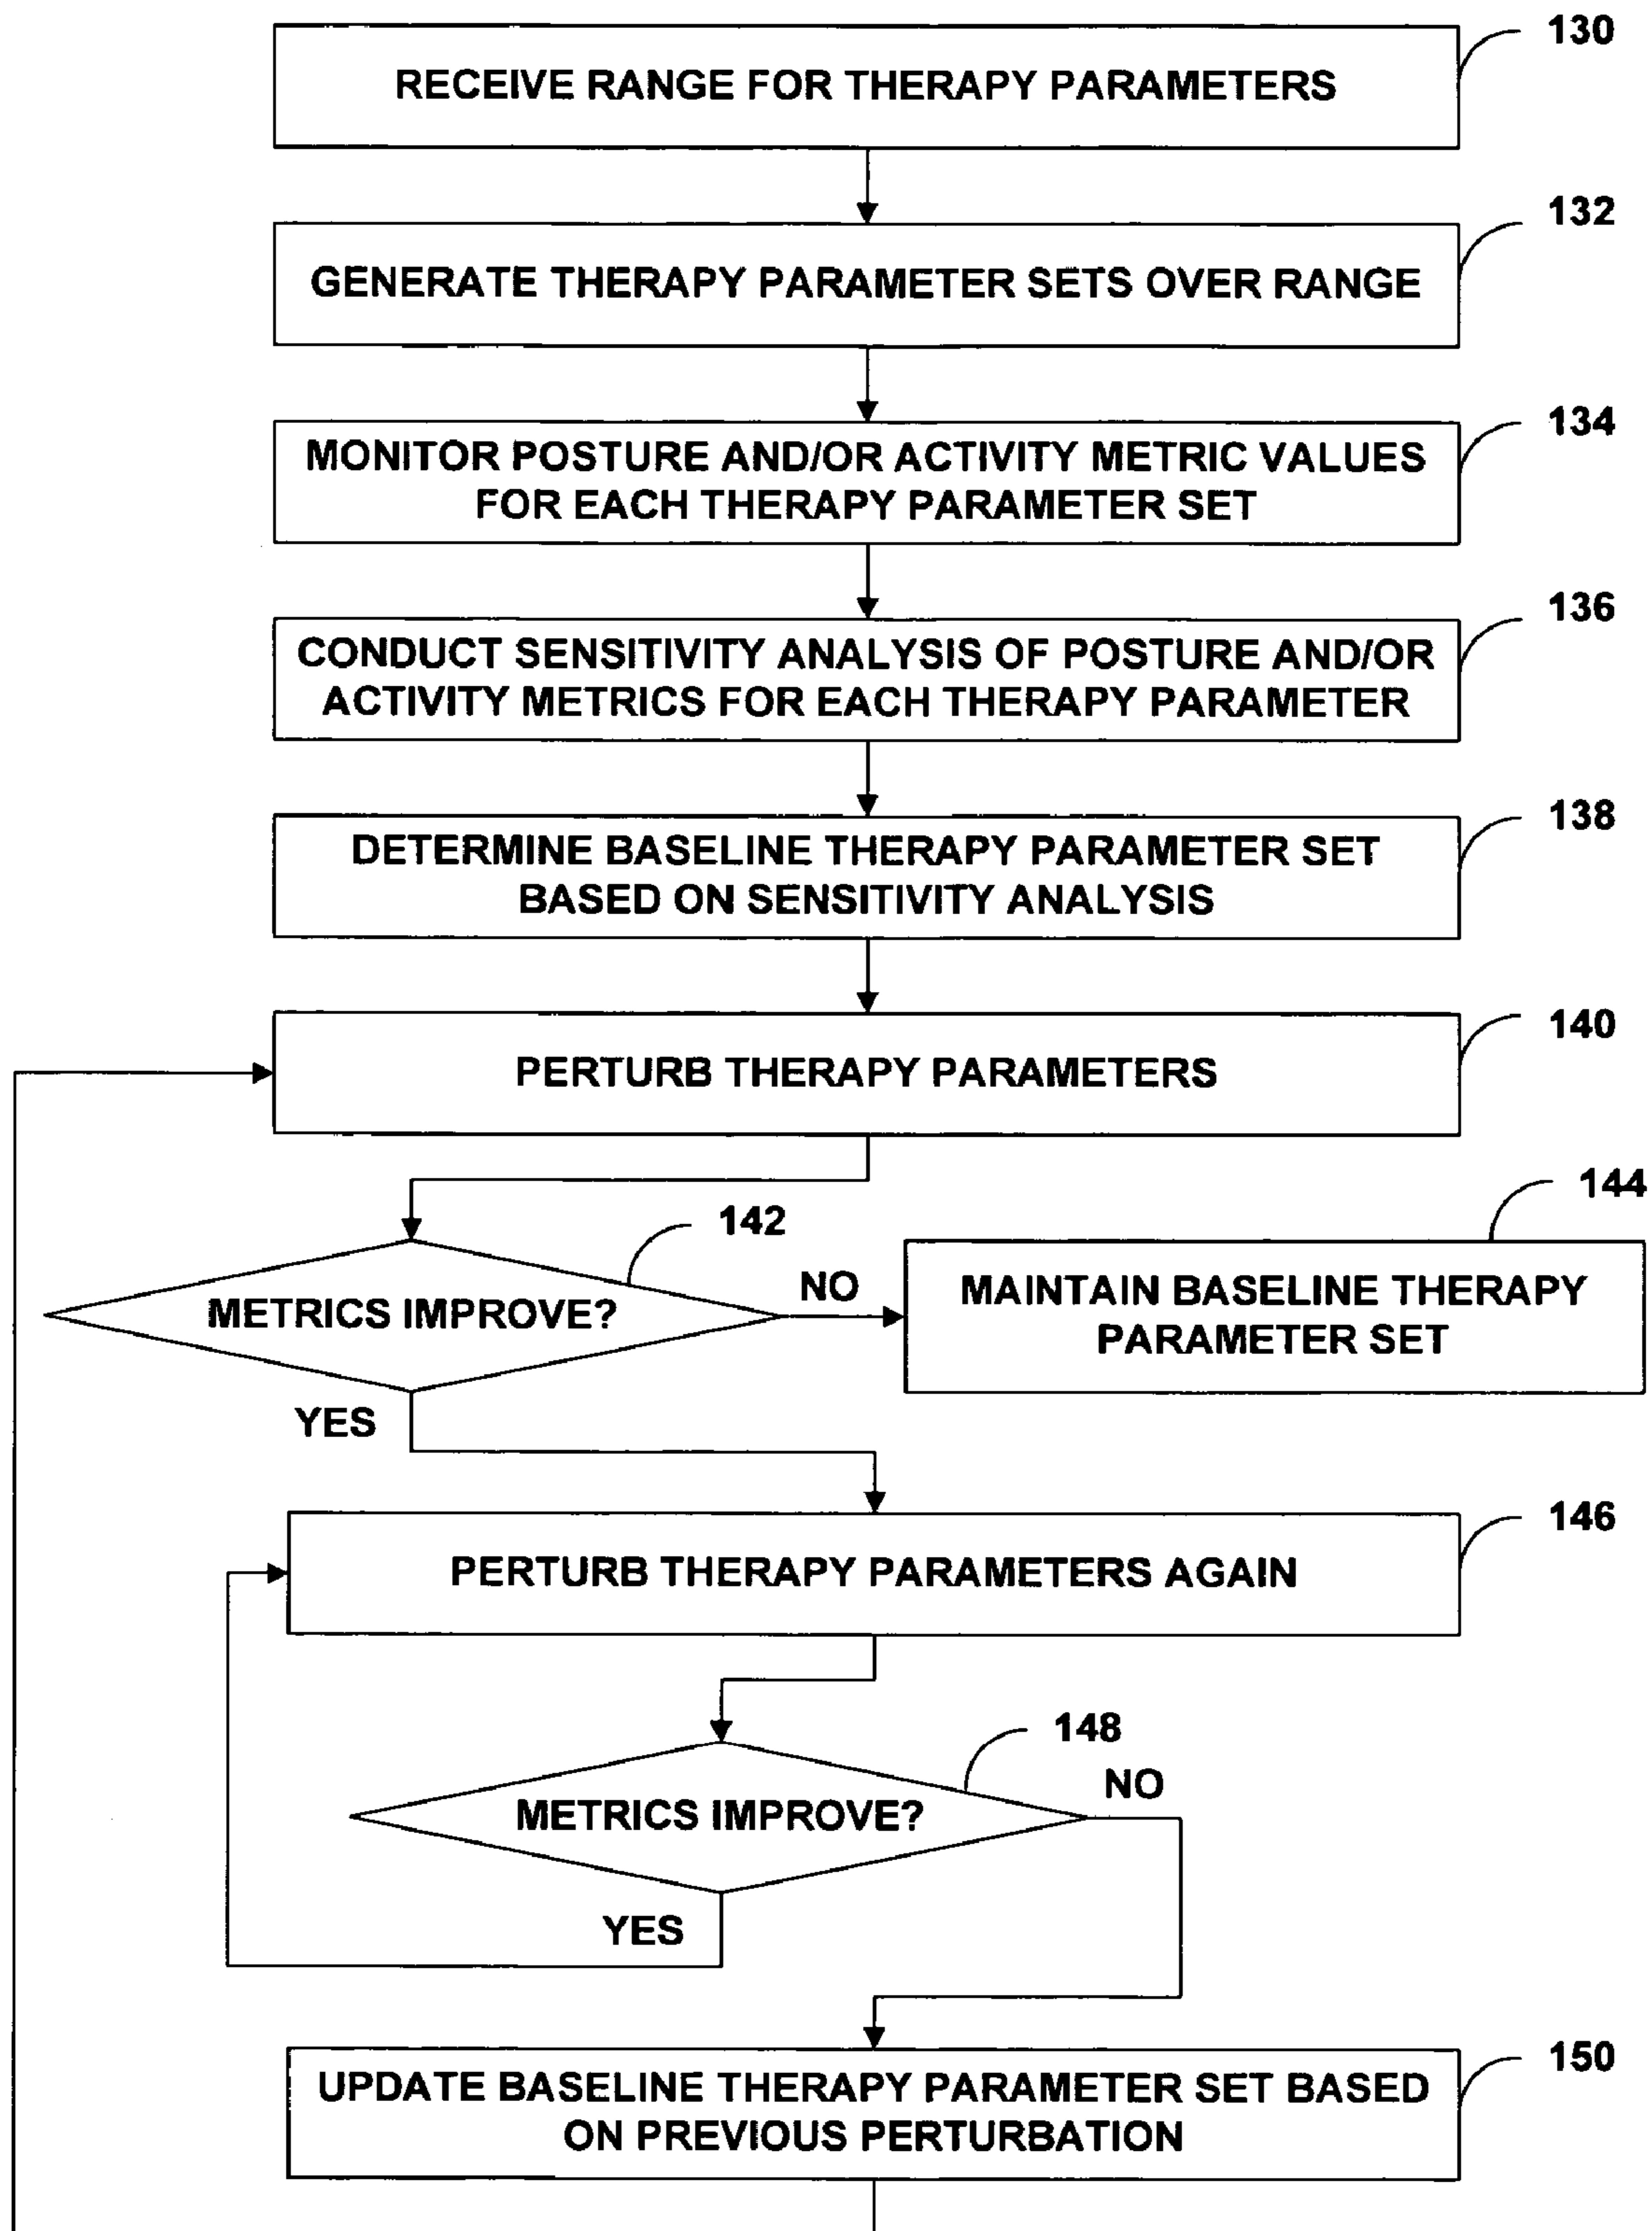 130
RECEIVE RANGE FOR THERAPY PARAMETERS
132
GENERATE THERAPY PARAMETER SETS OVER RANGE
134
MONITOR POSTURE AND/OR ACTIVITY METRIC VALUES
FOR EACH THERAPY PARAMETER SET
136
CONDUCT SENSITIVITY ANALYSIS OF POSTURE AND/OR
ACTIVITY METRICS FOR EACH THERAPY PARAMETER
138
DETERMINE BASELINE THERAPY PARAMETER SET
BASED ON SENSITIVITY ANALYSIS
140
PERTURB THERAPY PARAMETERS
142
METRICS IMPROVE?
NO
144
MAINTAIN BASELINE THERAPY
PARAMETER SET
YES
146
PERTURB THERAPY PARAMETERS AGAIN
148
METRICS IMPROVE?
NO
YES
150
UPDATE BASELINE THERAPY PARAMETER SET BASED
ON PREVIOUS PERTURBATION